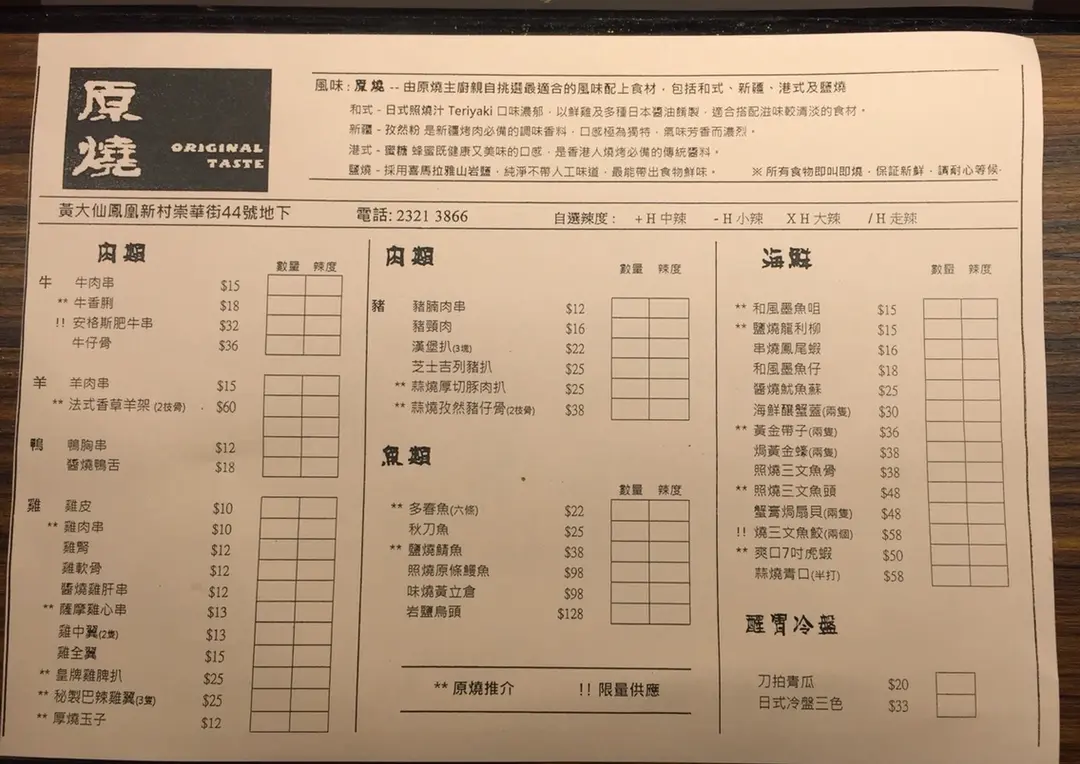 原燒
ORIGINAL
TASTE
風味 : 原燒 -- 由原燒主廚親自挑選最適合的風味配上食材，包括和式、新疆、港式及鹽燒
和式 - 日式照燒汁 Teriyaki 口味濃郁，以鮮雞及多種日本醬油醃製，適合搭配滋味較清淡的食材。
新疆 - 孜然粉 是新疆烤肉必備的調味香料，口感極為獨特，氣味芳香而濃烈。
港式 - 蜜糖 蜂蜜既健康又美味的口感，是香港人燒烤必備的傳統醬料。
鹽燒 - 採用喜馬拉雅山岩鹽，純淨不帶人工味道，最能帶出食物鮮味。 ※ 所有食物即叫即燒，保証新鮮，請耐心等候.
黃大仙鳳凰新村崇華街44號地下 電話: 2321 3866 自選辣度 : + H 中辣 - H 小辣 X H 大辣 / H 走辣
肉類
數量 辣度
牛 牛肉串 $15
** 牛香脷 $18
!! 安格斯肥牛串 $32
牛仔骨 $36
羊 羊肉串 $15
** 法式香草羊架 (2枝骨) $60
鴨 鴨胸串 $12
醬燒鴨舌 $18
雞 雞皮 $10
** 雞肉串 $10
雞腎 $12
雞軟骨 $12
醬燒雞肝串 $12
** 薩摩雞心串 $13
雞中翼(2隻) $13
雞全翼 $15
** 皇牌雞脾扒 $25
** 秘製巴辣雞翼(3隻) $25
** 厚燒玉子 $12
肉類
數量 辣度
豬 豬腩肉串 $12
豬頸肉 $16
漢堡扒(3塊) $22
芝士吉列豬扒 $25
** 蒜燒厚切豚肉扒 $25
** 蒜燒孜然豬仔骨(2枝骨) $38
魚類
數量 辣度
** 多春魚(六條) $22
秋刀魚 $25
** 鹽燒鯖魚 $38
照燒原條鰻魚 $98
味燒黃立倉 $98
岩鹽烏頭 $128
** 原燒推介 !! 限量供應
海鮮
數量 辣度
** 和風墨魚咀 $15
** 鹽燒龍利柳 $15
串燒鳳尾蝦 $16
和風墨魚仔 $18
醬燒魷魚蘇 $25
海鮮釀蟹蓋(兩隻) $30
** 黃金帶子(兩隻) $36
焗黃金蠔(兩隻) $38
照燒三文魚骨 $38
** 照燒三文魚頭 $48
蟹膏焗扇貝(兩隻) $48
!! 燒三文魚鮫(兩個) $58
** 爽口7吋虎蝦 $50
蒜燒青口(半打) $58
醒胃冷盤
刀拍青瓜 $20
日式冷盤三色 $33